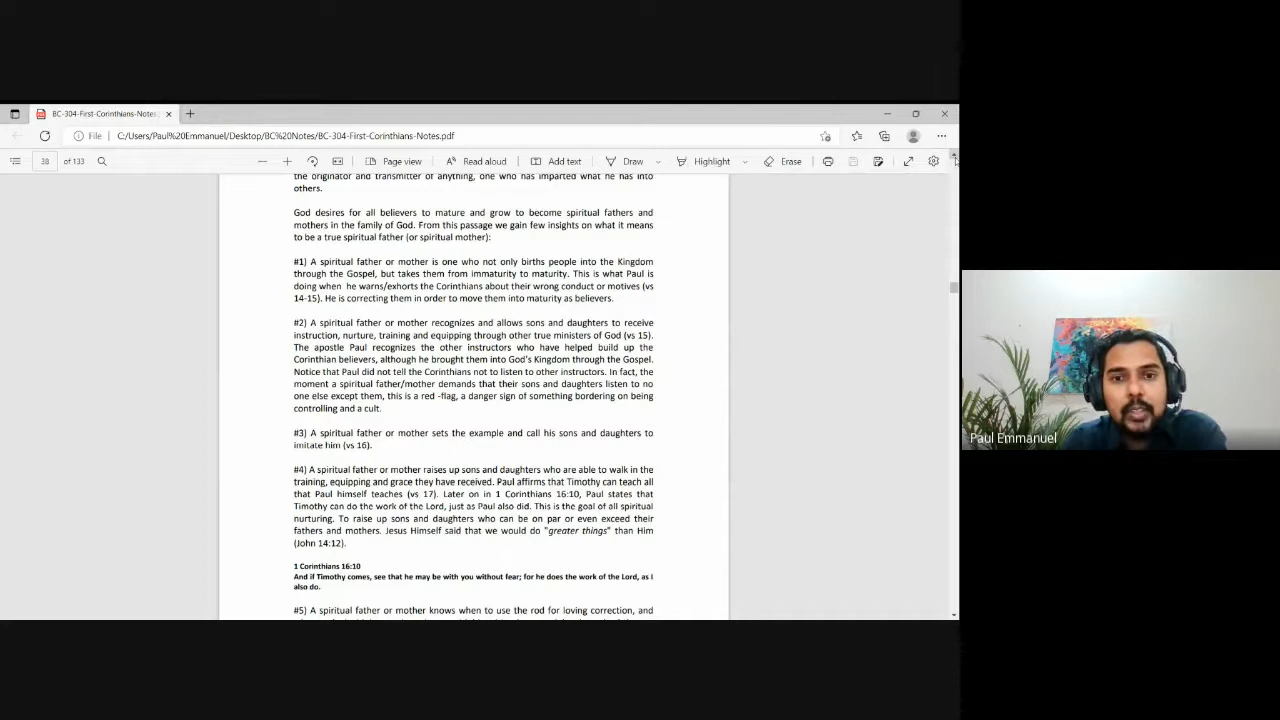 BC-304-First-Corinthians-Notes
File C:/Users/Paul%20Emmanuel/Desktop/BC%20Notes/BC-304-First-Corinthians-Notes.pdf
38 of 133 Page view Read aloud Add text Draw Highlight Erase
the originator and transmitter of anything, one who has imparted what he has into
others.
God desires for all believers to mature and grow to become spiritual fathers and
mothers in the family of God. From this passage we gain few insights on what it means
to be a true spiritual father (or spiritual mother):
#1) A spiritual father or mother is one who not only births people into the Kingdom
through the Gospel, but takes them from immaturity to maturity. This is what Paul is
doing when he warns/exhorts the Corinthians about their wrong conduct or motives (vs
14-15). He is correcting them in order to move them into maturity as believers.
#2) A spiritual father or mother recognizes and allows sons and daughters to receive
instruction, nurture, training and equipping through other true ministers of God (vs 15).
The apostle Paul recognizes the other instructors who have helped build up the
Corinthian believers, although he brought them into God's Kingdom through the Gospel.
Notice that Paul did not tell the Corinthians not to listen to other instructors. In fact, the
moment a spiritual father/mother demands that their sons and daughters listen to no
one else except them, this is a red -flag, a danger sign of something bordering on being
controlling and a cult.
#3) A spiritual father or mother sets the example and call his sons and daughters to
imitate him (vs 16).
#4) A spiritual father or mother raises up sons and daughters who are able to walk in the
training, equipping and grace they have received. Paul affirms that Timothy can teach all
that Paul himself teaches (vs 17). Later on in 1 Corinthians 16:10, Paul states that
Timothy can do the work of the Lord, just as Paul also did. This is the goal of all spiritual
nurturing. To raise up sons and daughters who can be on par or even exceed their
fathers and mothers. Jesus Himself said that we would do "greater things" than Him
(John 14:12).
1 Corinthians 16:10
And if Timothy comes, see that he may be with you without fear; for he does the work of the Lord, as I
also do.
#5) A spiritual father or mother knows when to use the rod for loving correction, and
Paul Emmanuel